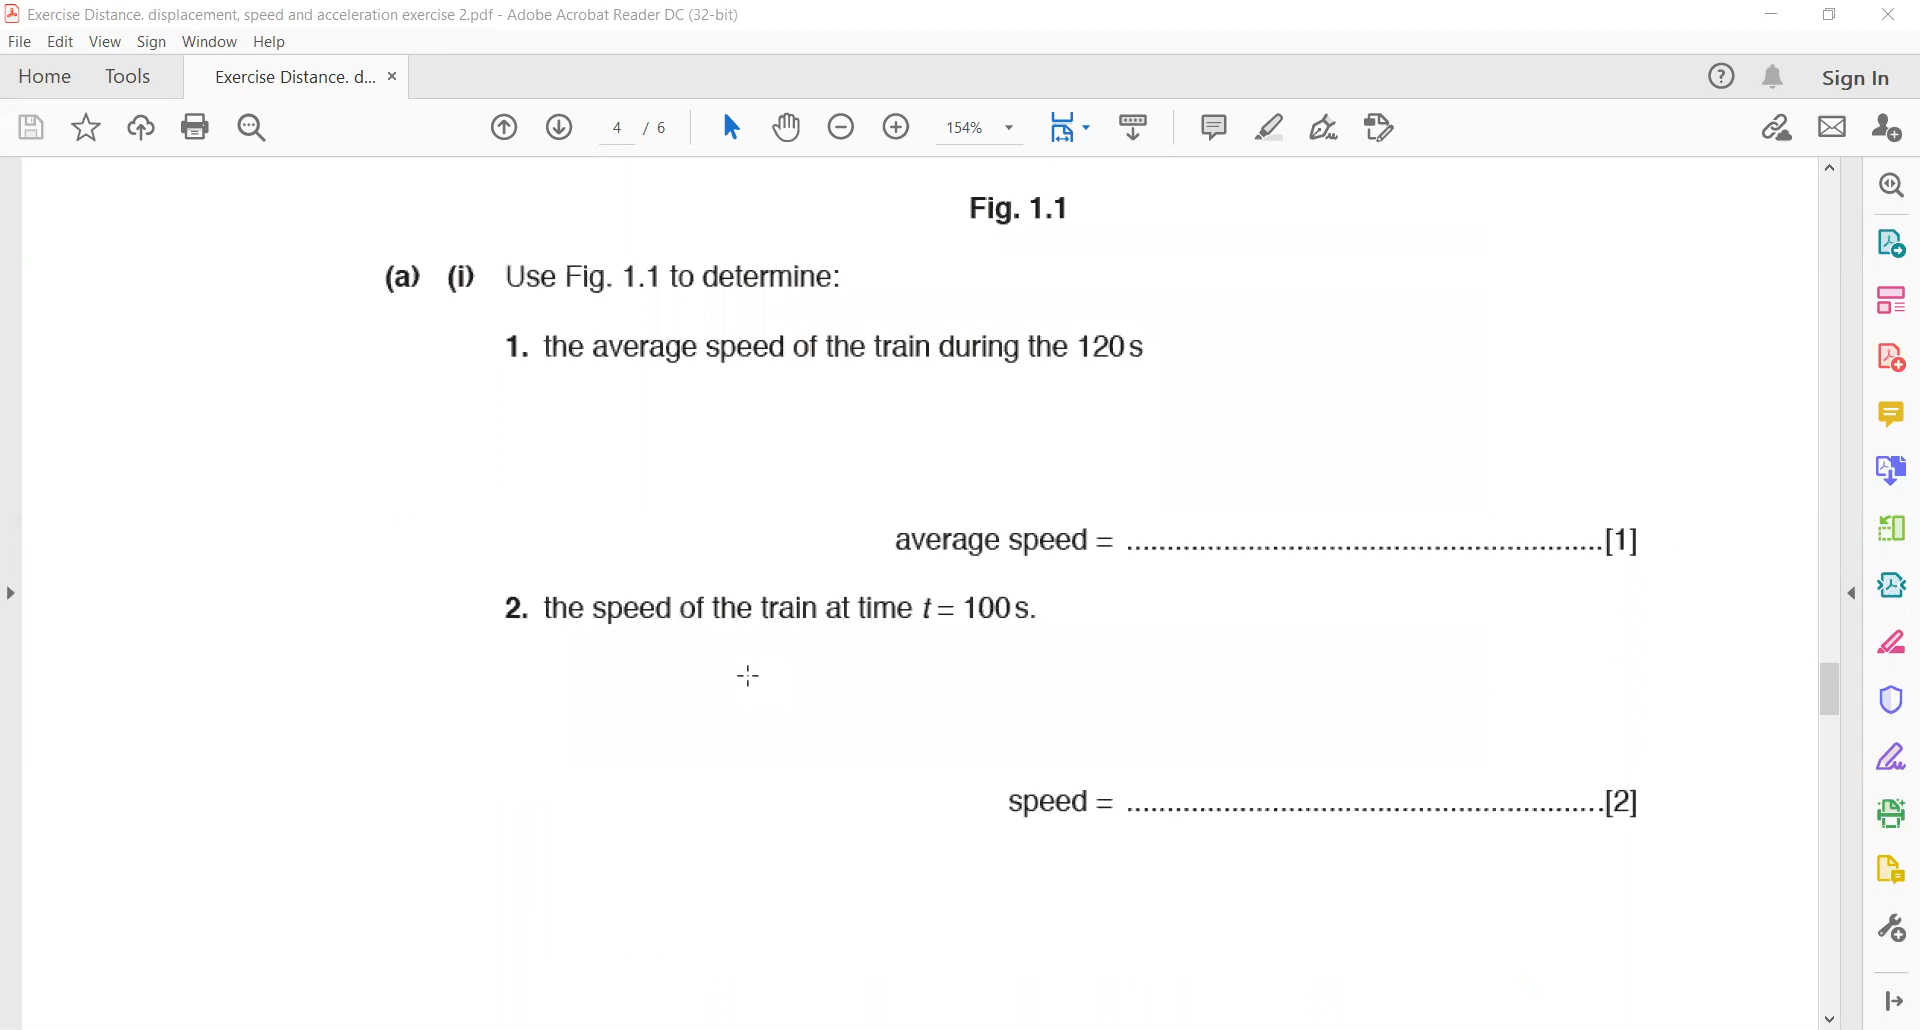 Exercise Distance. displacement, speed and acceleration exercise 2.pdf - Adobe Acrobat Reader DC (32-bit)
File Edit View Sign Window Help
Home Tools Exercise Distance. d... × Sign In
4 / 6 154%
Fig. 1.1
(a) (i) Use Fig. 1.1 to determine:
1. the average speed of the train during the 120 s
average speed = ..........................................................[1]
2. the speed of the train at time t = 100 s.
speed = ..........................................................[2]